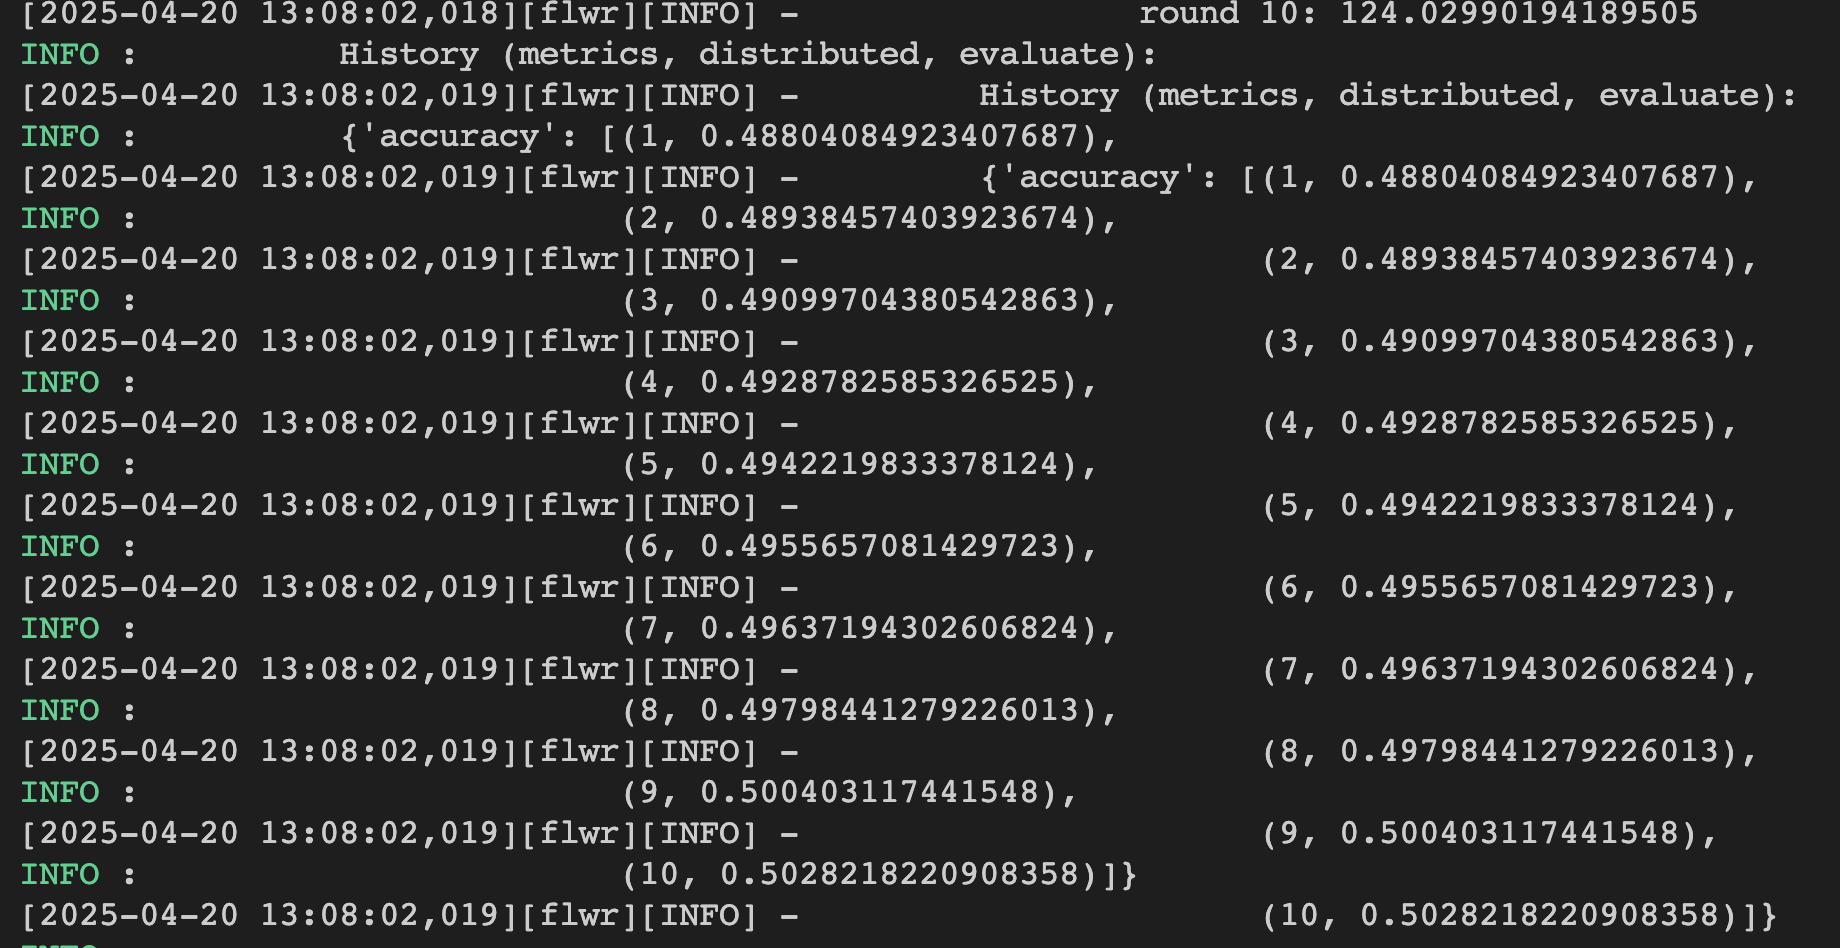 [2025-04-20 13:08:02,018][flwr][INFO] - round 10: 124.02990194189505
INFO : History (metrics, distributed, evaluate):
[2025-04-20 13:08:02,019][flwr][INFO] - History (metrics, distributed, evaluate):
INFO : {'accuracy': [(1, 0.48804084923407687),
[2025-04-20 13:08:02,019][flwr][INFO] - {'accuracy': [(1, 0.48804084923407687),
INFO : (2, 0.48938457403923674),
[2025-04-20 13:08:02,019][flwr][INFO] - (2, 0.48938457403923674),
INFO : (3, 0.49099704380542863),
[2025-04-20 13:08:02,019][flwr][INFO] - (3, 0.49099704380542863),
INFO : (4, 0.4928782585326525),
[2025-04-20 13:08:02,019][flwr][INFO] - (4, 0.4928782585326525),
INFO : (5, 0.4942219833378124),
[2025-04-20 13:08:02,019][flwr][INFO] - (5, 0.4942219833378124),
INFO : (6, 0.4955657081429723),
[2025-04-20 13:08:02,019][flwr][INFO] - (6, 0.4955657081429723),
INFO : (7, 0.49637194302606824),
[2025-04-20 13:08:02,019][flwr][INFO] - (7, 0.49637194302606824),
INFO : (8, 0.49798441279226013),
[2025-04-20 13:08:02,019][flwr][INFO] - (8, 0.49798441279226013),
INFO : (9, 0.500403117441548),
[2025-04-20 13:08:02,019][flwr][INFO] - (9, 0.500403117441548),
INFO : (10, 0.5028218220908358)]}
[2025-04-20 13:08:02,019][flwr][INFO] - (10, 0.5028218220908358)]}